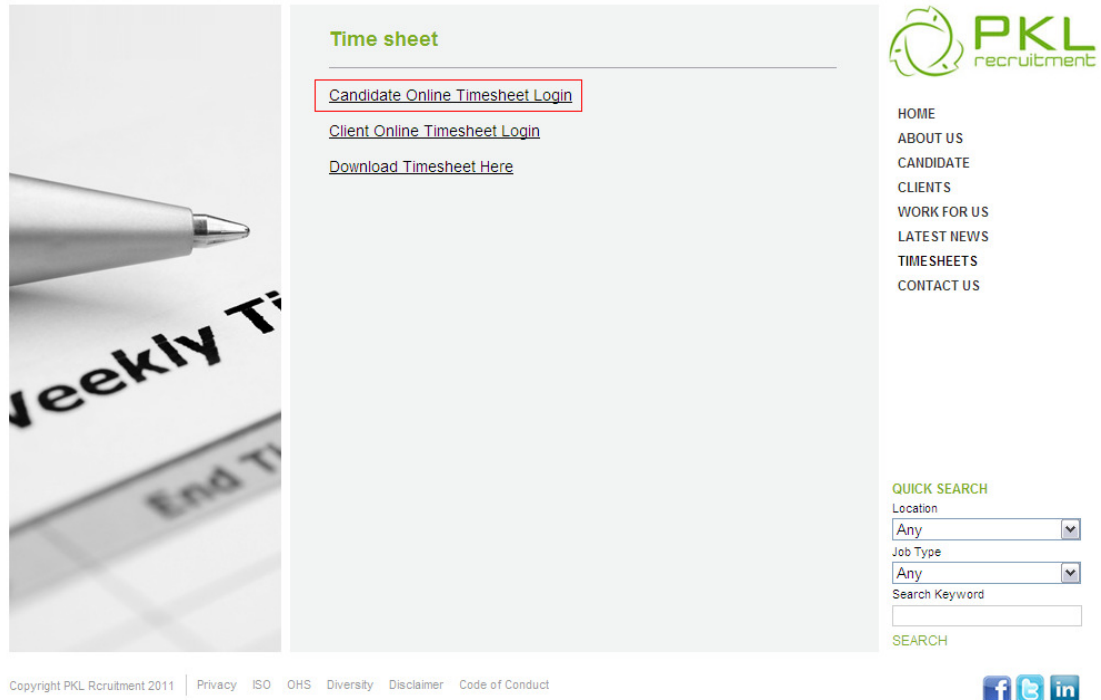 Time sheet
Candidate Online Timesheet Login
Client Online Timesheet Login
Download Timesheet Here
Weekly Ti
End Ti
PKL
recruitment
HOME
ABOUT US
CANDIDATE
CLIENTS
WORK FOR US
LATEST NEWS
TIMESHEETS
CONTACT US
QUICK SEARCH
Location
Any
Job Type
Any
Search Keyword
SEARCH
Copyright PKL Rcruitment 2011 Privacy ISO OHS Diversity Disclaimer Code of Conduct
f t in